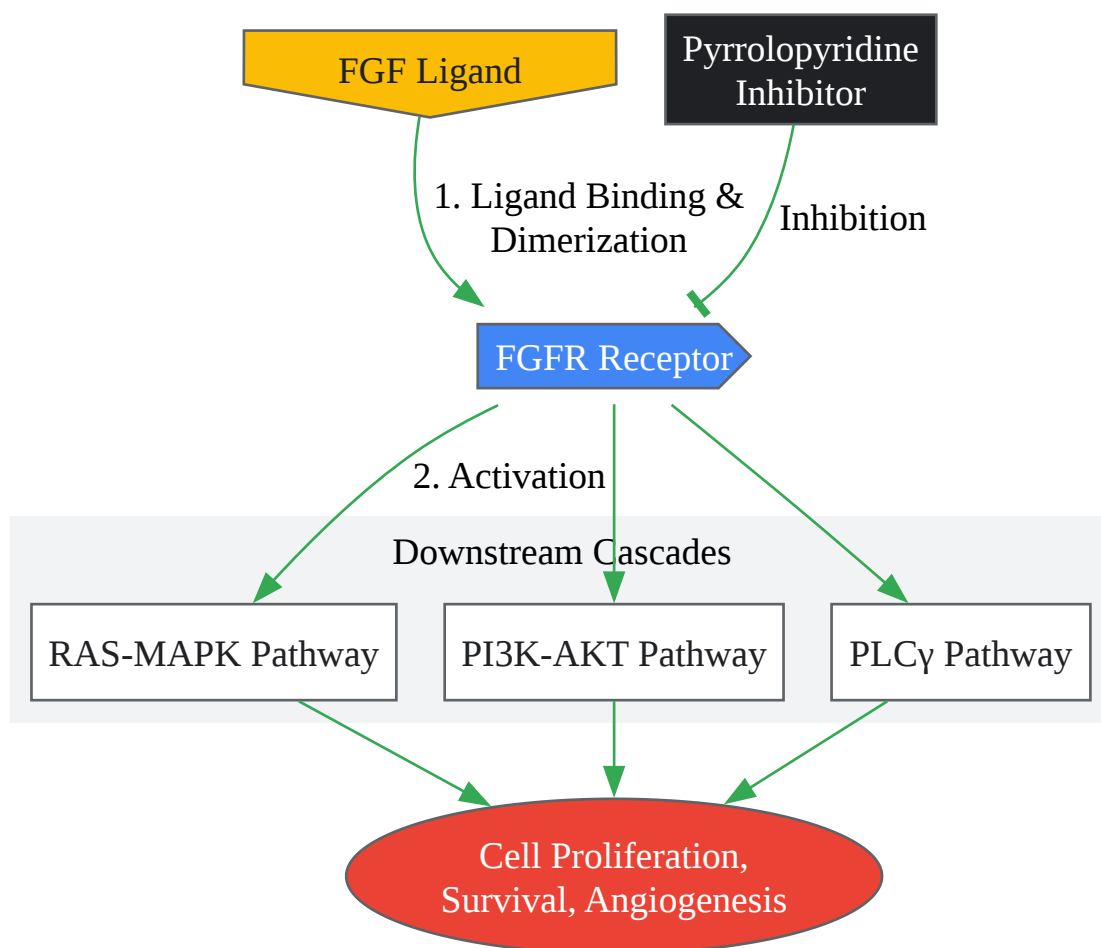 FGF Ligand
Pyrrolopyridine
Inhibitor
1. Ligand Binding &
Dimerization
Inhibition
FGFR Receptor
2. Activation
Downstream Cascades
RAS-MAPK Pathway
PI3K-AKT Pathway
PLCγ Pathway
Cell Proliferation,
Survival, Angiogenesis